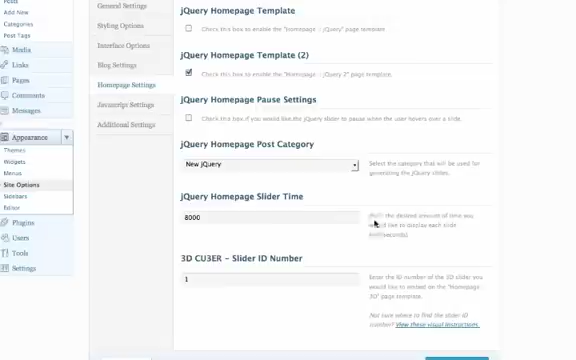 Posts
Add New
Categories
Post Tags
Media
Links
Pages
Comments
Messages
Appearance
Themes
Widgets
Menus
Site Options
Sidebars
Editor
Plugins
Users
Tools
Settings
General Settings
Styling Options
Interface Options
Blog Settings
Homepage Settings
Javascript Settings
Additional Settings
jQuery Homepage Template
Check this box to enable the "Homepage :: jQuery" page template.
jQuery Homepage Template (2)
Check this box to enable the "Homepage :: jQuery 2" page template.
jQuery Homepage Pause Settings
Check this box if you would like the jQuery slider to pause when the user hovers over a slide.
jQuery Homepage Post Category
New jQuery
Select the category that will be used for
generating the jQuery slides.
jQuery Homepage Slider Time
8000
the desired amount of time you
would like to display each slide
3D CU3ER - Slider ID Number
1
Enter the ID number of the 3D slider you
would like to embed on the "Homepage ::
3D" page template.
Not sure where to find the slider ID
number? View these visual instructions.